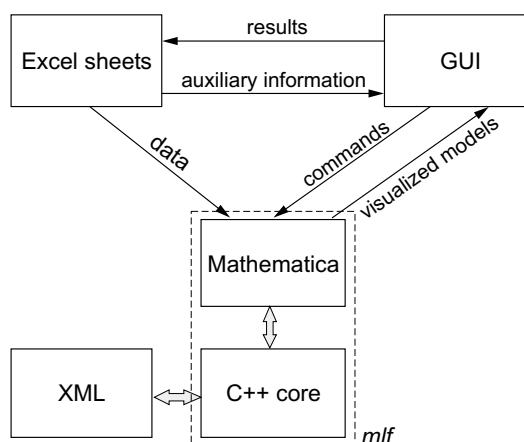 results
Excel sheets
GUI
auxiliary information
data
commands
visualized models
Mathematica
XML
C++ core
mlf